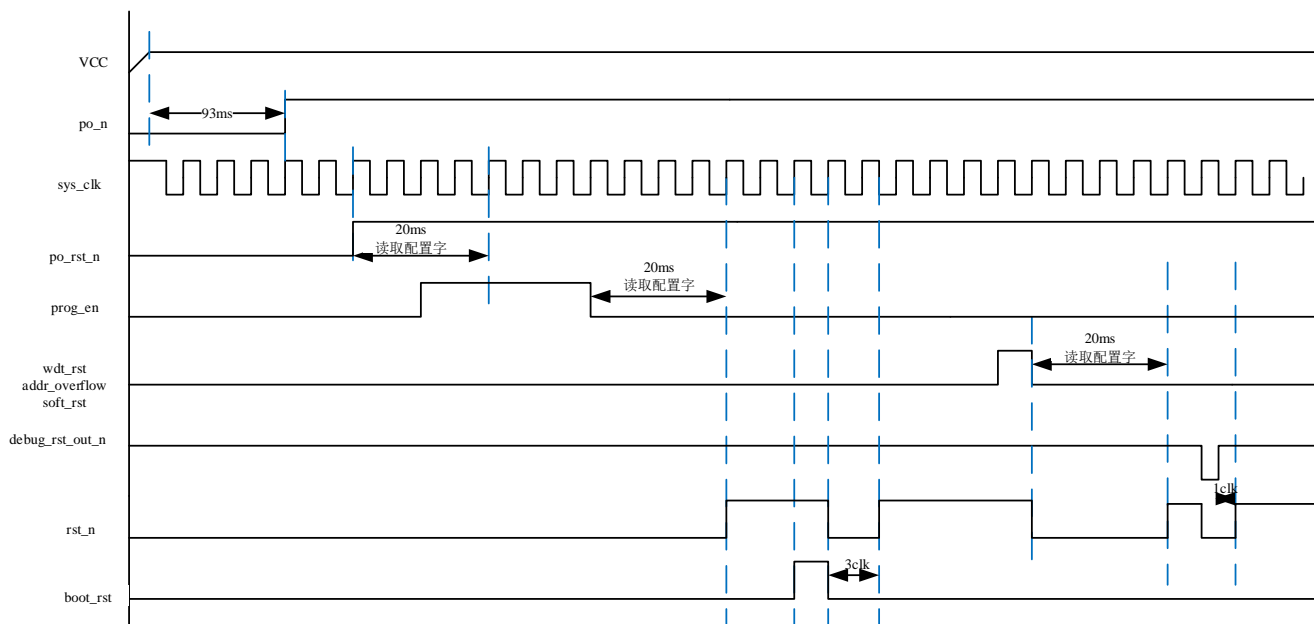 VCC
93ms
po_n
sys_clk
20ms
读取配置字
po_rst_n
20ms
读取配置字
prog_en
20ms
读取配置字
wdt_rst
addr_overflow
soft_rst
debug_rst_out_n
1clk
rst_n
3clk
boot_rst